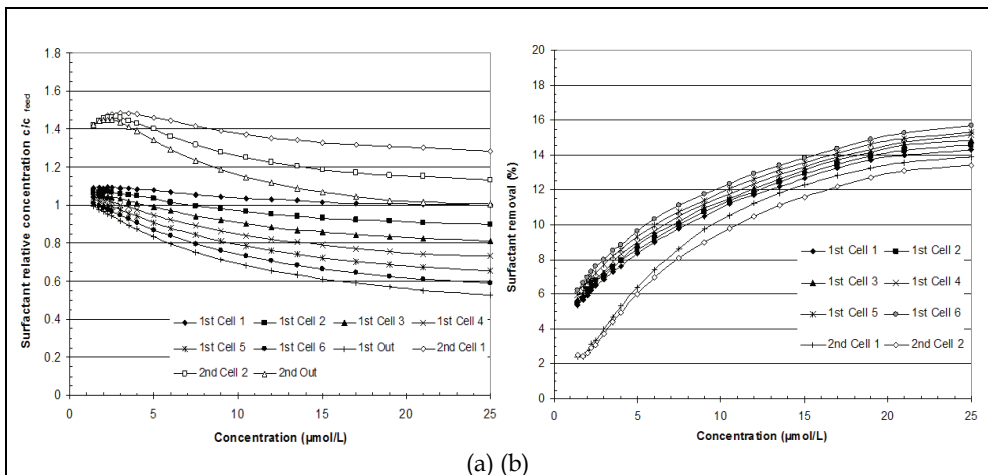 Surfactant relative concentration c/c feed
1.8
1.6
1.4
1.2
1
0.8
0.6
0.4
0.2
0
0 5 10 15 20 25
Concentration (µmol/L)
1st Cell 1 1st Cell 2 1st Cell 3 1st Cell 4
1st Cell 5 1st Cell 6 1st Out 2nd Cell 1
2nd Cell 2 2nd Out
Surfactant removal (%)
20
18
16
14
12
10
8
6
4
2
0
0 5 10 15 20 25
Concentration (µmol/L)
1st Cell 1 1st Cell 2
1st Cell 3 1st Cell 4
1st Cell 5 1st Cell 6
2nd Cell 1 2nd Cell 2
(a) (b)